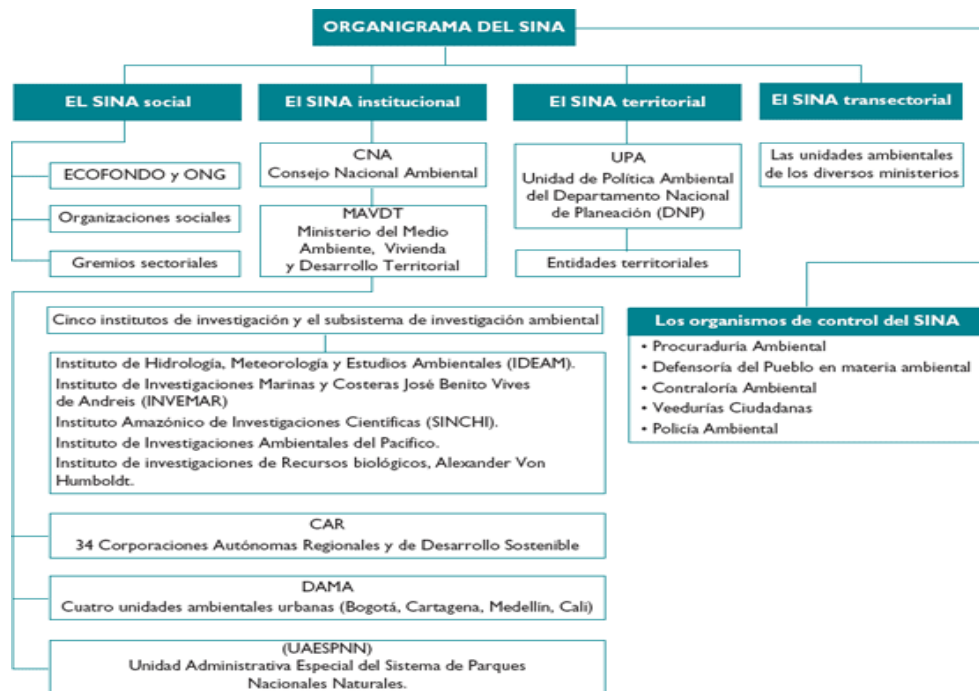 ORGANIGRAMA DEL SINA
EL SINA social
ECOFONDO y ONG
Organizaciones sociales
Gremios sectoriales
El SINA institucional
CNA
Consejo Nacional Ambiental
MAVDT
Ministerio del Medio
Ambiente, Vivienda
y Desarrollo Territorial
El SINA territorial
UPA
Unidad de Política Ambiental
del Departamento Nacional
de Planeación (DNP)
Entidades territoriales
El SINA transectorial
Las unidades ambientales
de los diversos ministerios
Cinco institutos de investigación y el subsistema de investigación ambiental
Instituto de Hidrología, Meteorología y Estudios Ambientales (IDEAM).
Instituto de Investigaciones Marinas y Costeras José Benito Vives
de Andreis (INVEMAR)
Instituto Amazónico de Investigaciones Científicas (SINCHI).
Instituto de Investigaciones Ambientales del Pacifico.
Instituto de investigaciones de Recursos biológicos, Alexander Von
Humboldt.
CAR
34 Corporaciones Autónomas Regionales y de Desarrollo Sostenible
DAMA
Cuatro unidades ambientales urbanas (Bogotá, Cartagena, Medellín, Cali)
(UAESPNN)
Unidad Administrativa Especial del Sistema de Parques
Nacionales Naturales.
Los organismos de control del SINA
• Procuraduría Ambiental
• Defensoría del Pueblo en materia ambiental
• Contraloría Ambiental
• Veedurías Ciudadanas
• Policía Ambiental